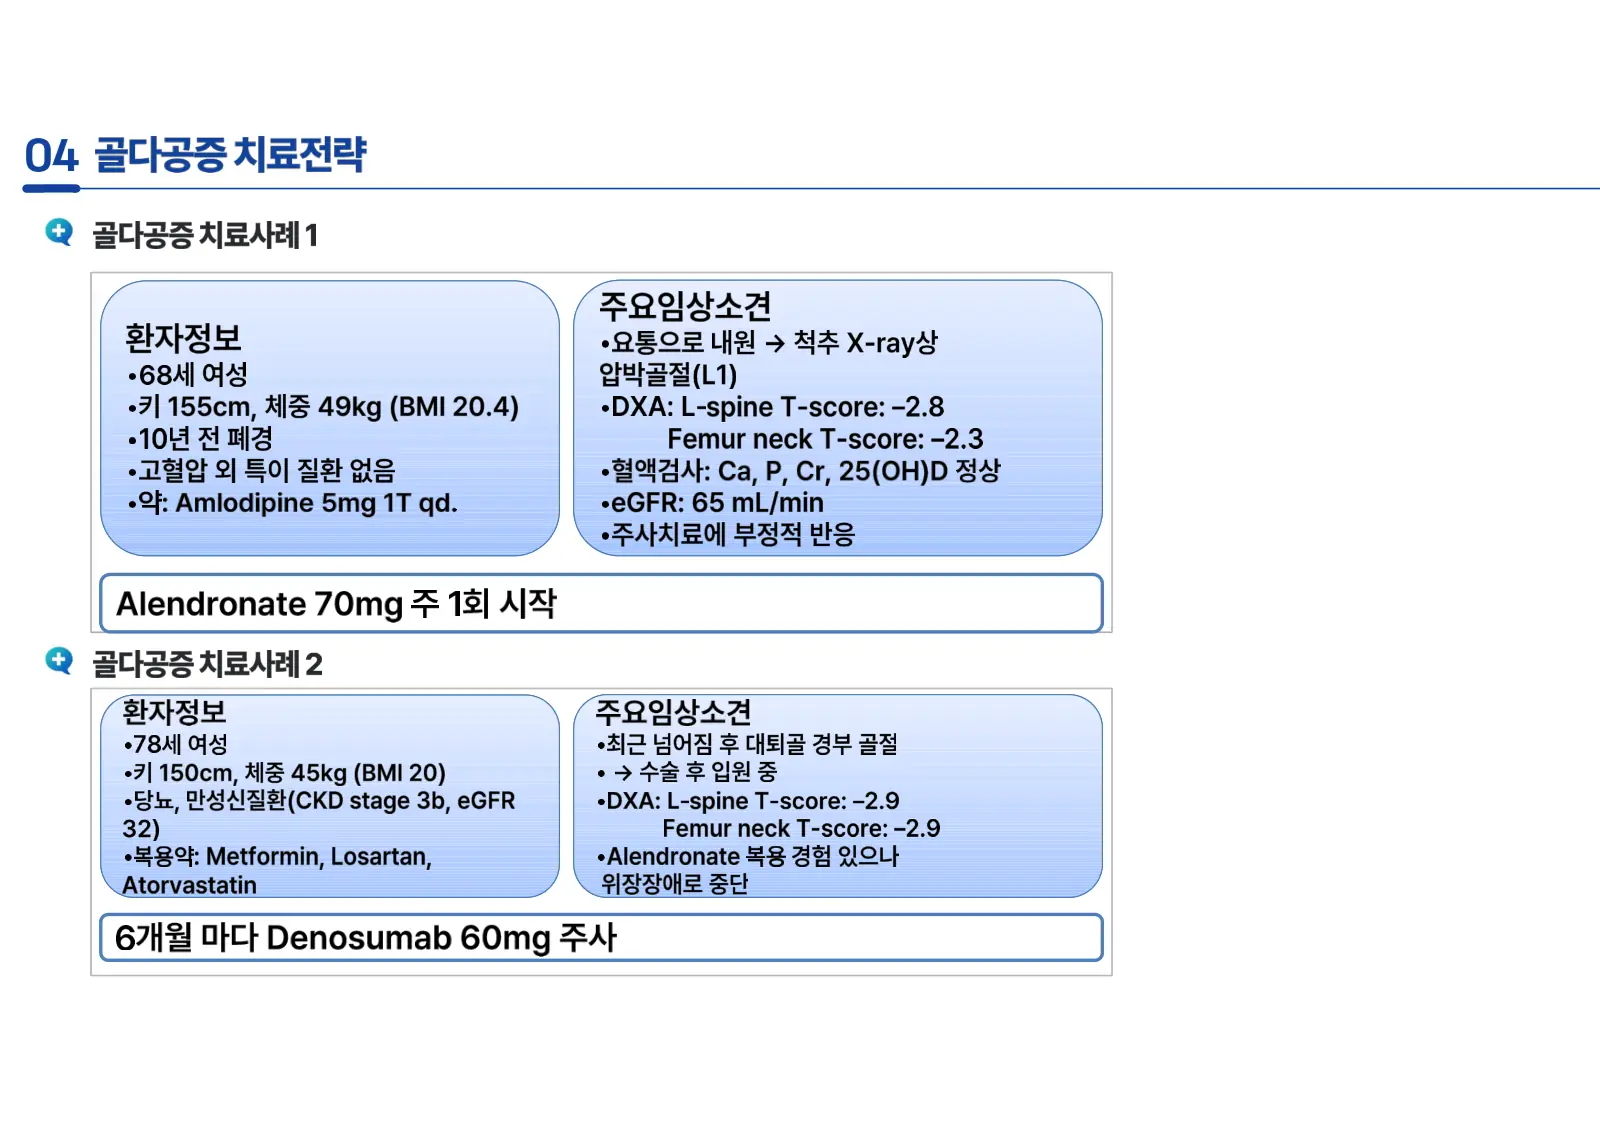 04 골다공증 치료전략
골다공증 치료사례 1
환자정보
•68세 여성
•키 155cm, 체중 49kg (BMI 20.4)
•10년 전 폐경
•고혈압 외 특이 질환 없음
•약: Amlodipine 5mg 1T qd.
주요임상소견
•요통으로 내원 → 척추 X-ray상
압박골절(L1)
•DXA: L-spine T-score: –2.8
Femur neck T-score: –2.3
•혈액검사: Ca, P, Cr, 25(OH)D 정상
•eGFR: 65 mL/min
•주사치료에 부정적 반응
Alendronate 70mg 주 1회 시작
골다공증 치료사례 2
환자정보
•78세 여성
•키 150cm, 체중 45kg (BMI 20)
•당뇨, 만성신질환(CKD stage 3b, eGFR
32)
•복용약: Metformin, Losartan,
Atorvastatin
주요임상소견
•최근 넘어짐 후 대퇴골 경부 골절
• → 수술 후 입원 중
•DXA: L-spine T-score: –2.9
Femur neck T-score: –2.9
•Alendronate 복용 경험 있으나
위장장애로 중단
6개월 마다 Denosumab 60mg 주사